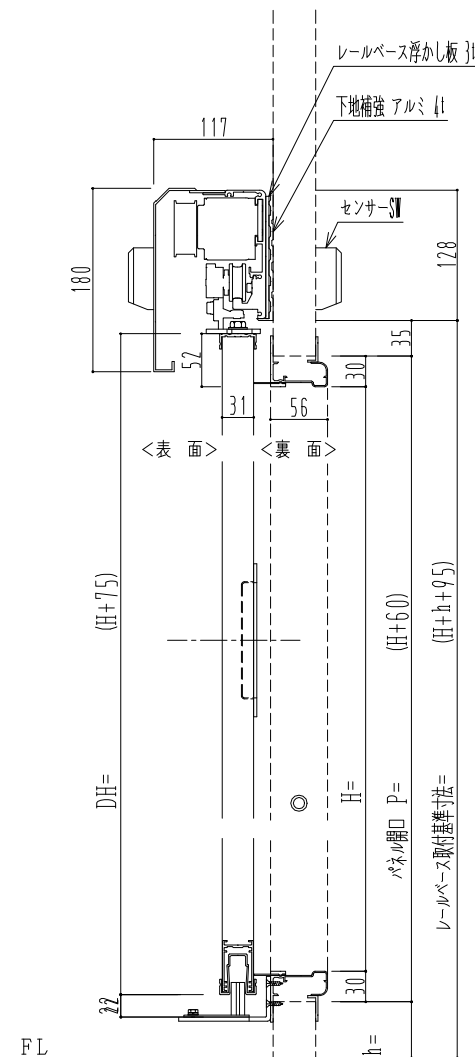 レールベース浮かし板 3t
下地補強 アルミ 4t
117
センサーSW
180
128
35
52
30
31
56
<表 面>
<裏 面>
DH= (H+75)
H=
パネル開口 P= (H+60)
レールベース取付基準寸法= (H+h+95)
30
22
FL
h=